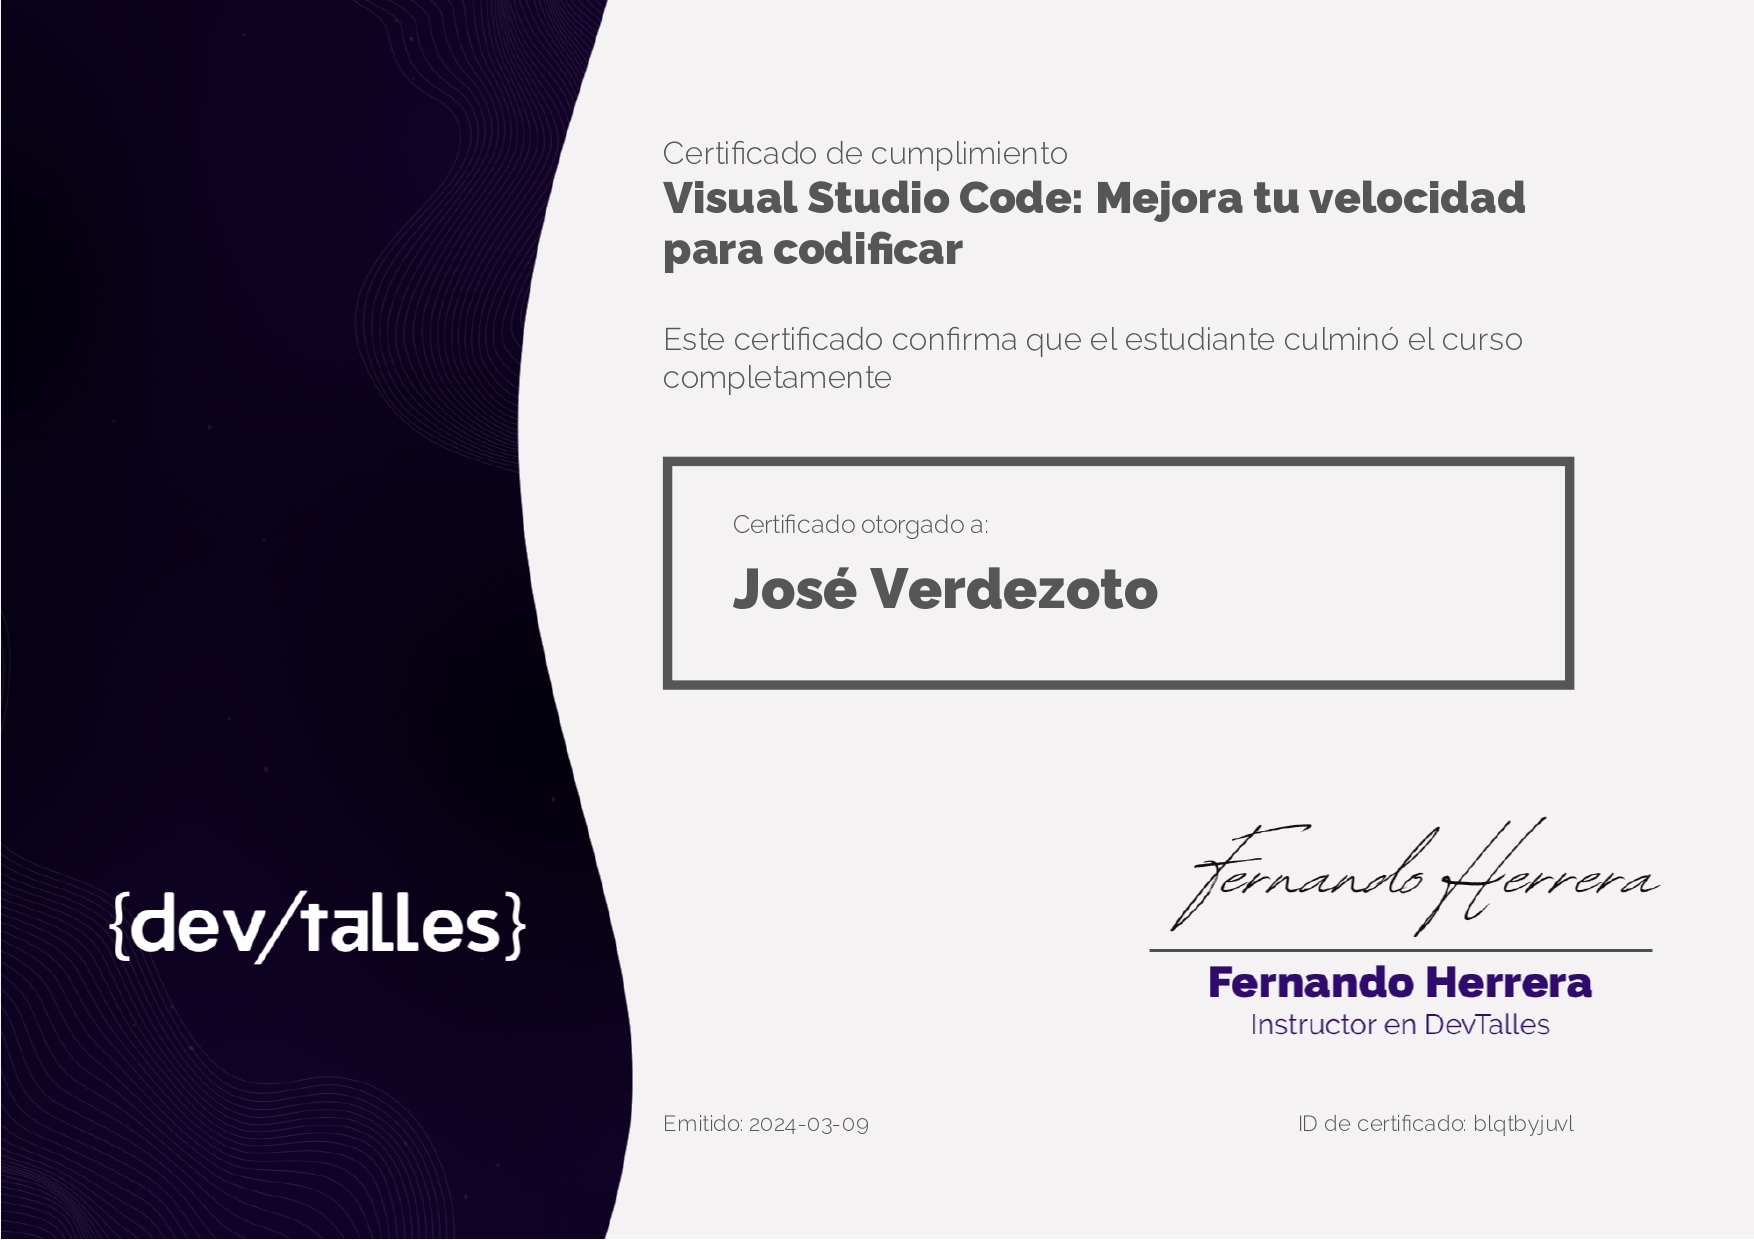 Certificado de cumplimiento
Visual Studio Code: Mejora tu velocidad
para codificar
Este certificado confirma que el estudiante culminó el curso
completamente
Certificado otorgado a:
José Verdezoto
{dev/talles}
Fernando Herrera
Fernando Herrera
Instructor en DevTalles
Emitido: 2024-03-09
ID de certificado: blqtbyjuvl